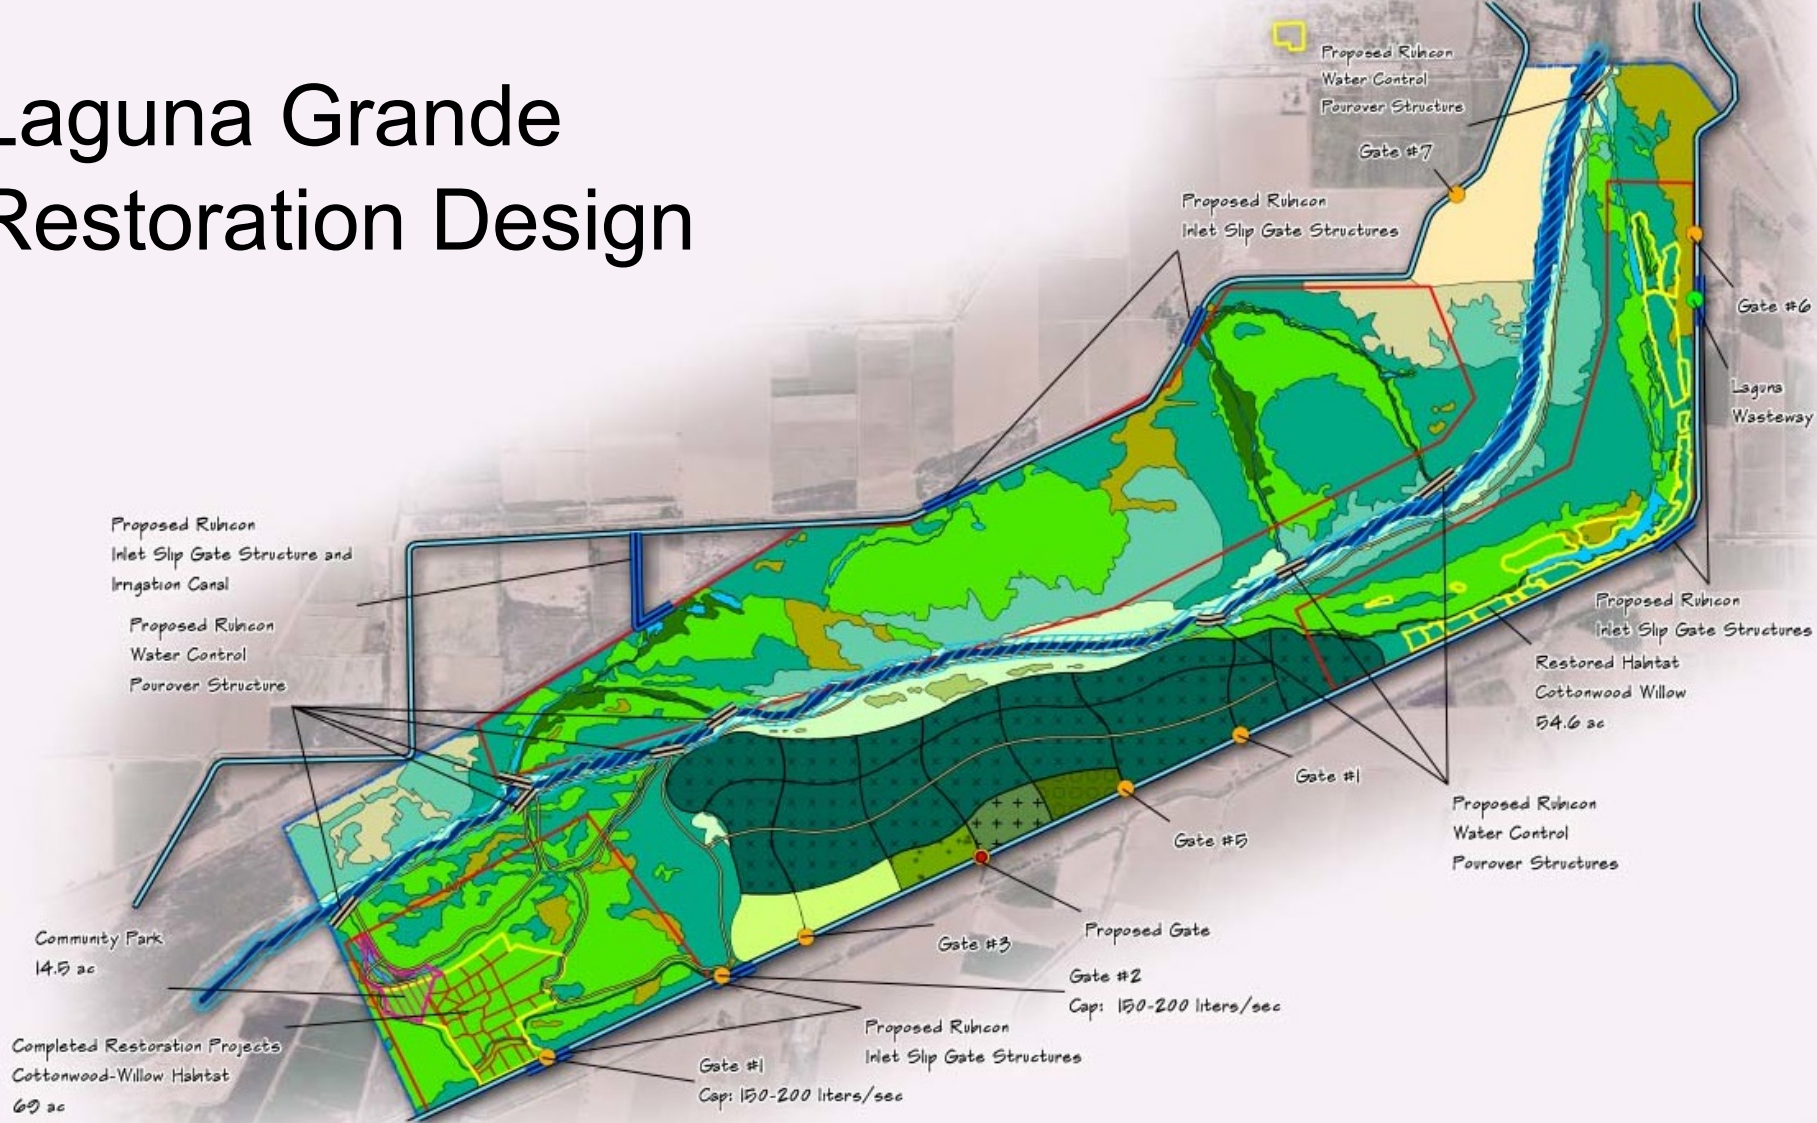 Laguna Grande
Restoration Design
Proposed Rubicon
Water Control
Pourover Structure
Gate #7
Proposed Rubicon
Inlet Slip Gate Structures
Gate #6
Laguna
Wasteway
Proposed Rubicon
Inlet Slip Gate Structure and
Irrigation Canal
Proposed Rubicon
Water Control
Pourover Structure
Proposed Rubicon
Inlet Slip Gate Structures
Restored Habitat
Cottonwood Willow
54.6 ac
Gate #1
Proposed Rubicon
Water Control
Pourover Structures
Gate #5
Proposed Gate
Gate #3
Gate #2
Cap: 150-200 liters/sec
Proposed Rubicon
Inlet Slip Gate Structures
Gate #1
Cap: 150-200 liters/sec
Community Park
14.5 ac
Completed Restoration Projects
Cottonwood-Willow Habitat
69 ac